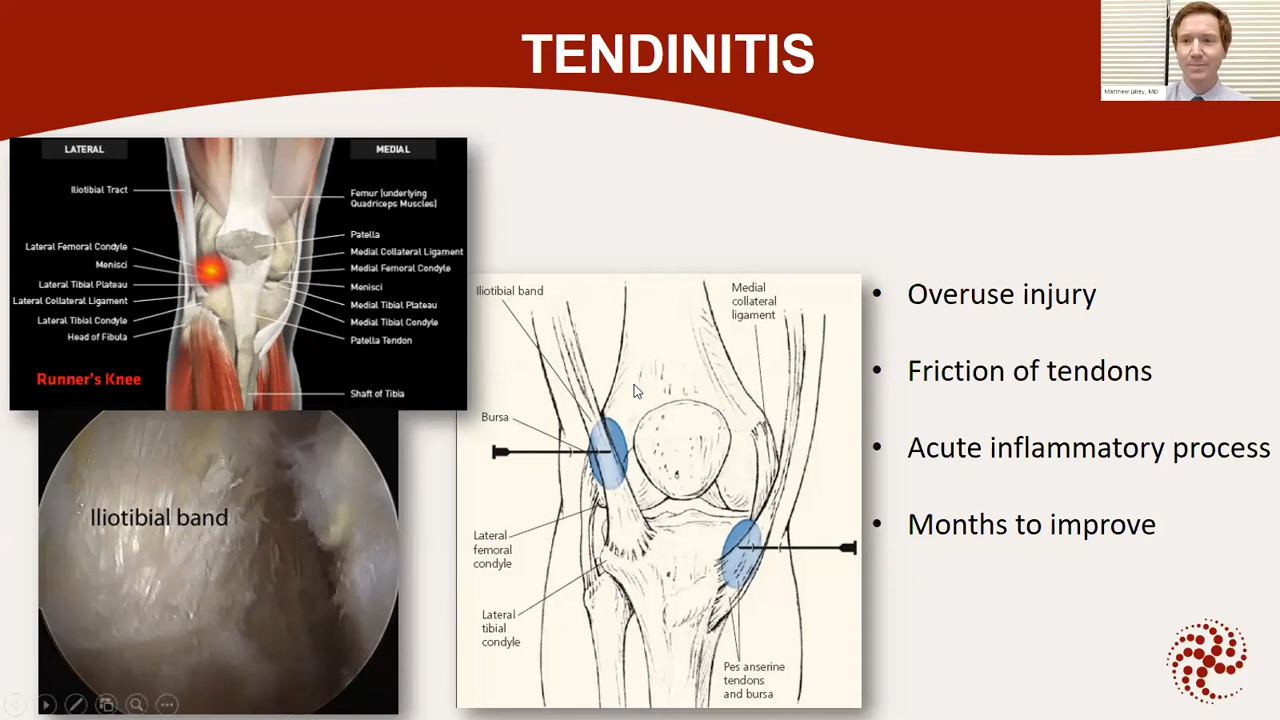 TENDINITIS
Matthew Lilley, MD
LATERAL
MEDIAL
Iliotibial Tract
Lateral Femoral Condyle
Menisci
Lateral Tibial Plateau
Lateral Collateral Ligament
Lateral Tibial Condyle
Head of Fibula
Runner's Knee
Femur (underlying
Quadriceps Muscles)
Patella
Medial Collateral Ligament
Medial Femoral Condyle
Menisci
Medial Tibial Plateau
Medial Tibial Condyle
Patella Tendon
Shaft of Tibia
Iliotibial band
Iliotibial band
Medial
collateral
ligament
Bursa
Lateral
femoral
condyle
Lateral
tibial
condyle
Pes anserine
tendons
and bursa
• Overuse injury
• Friction of tendons
• Acute inflammatory process
• Months to improve